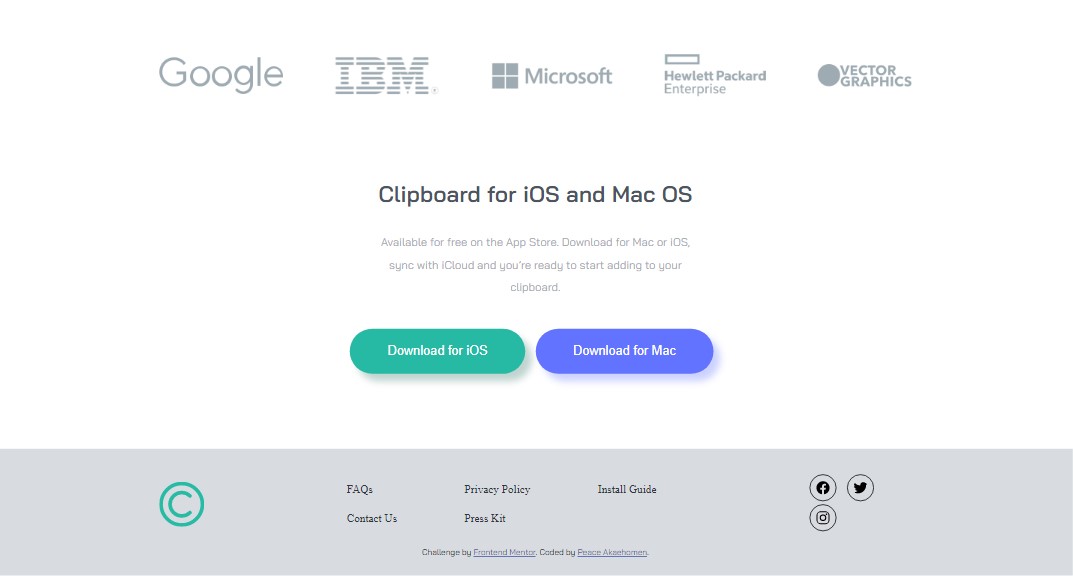 Google
IBM
Microsoft
Hewlett Packard
Enterprise
VECTOR
GRAPHICS
Clipboard for iOS and Mac OS
Available for free on the App Store. Download for Mac or iOS,
sync with iCloud and you're ready to start adding to your
clipboard.
Download for iOS
Download for Mac
FAQs
Privacy Policy
Install Guide
Contact Us
Press Kit
Challenge by Frontend Mentor. Coded by Peace Akaehomen.